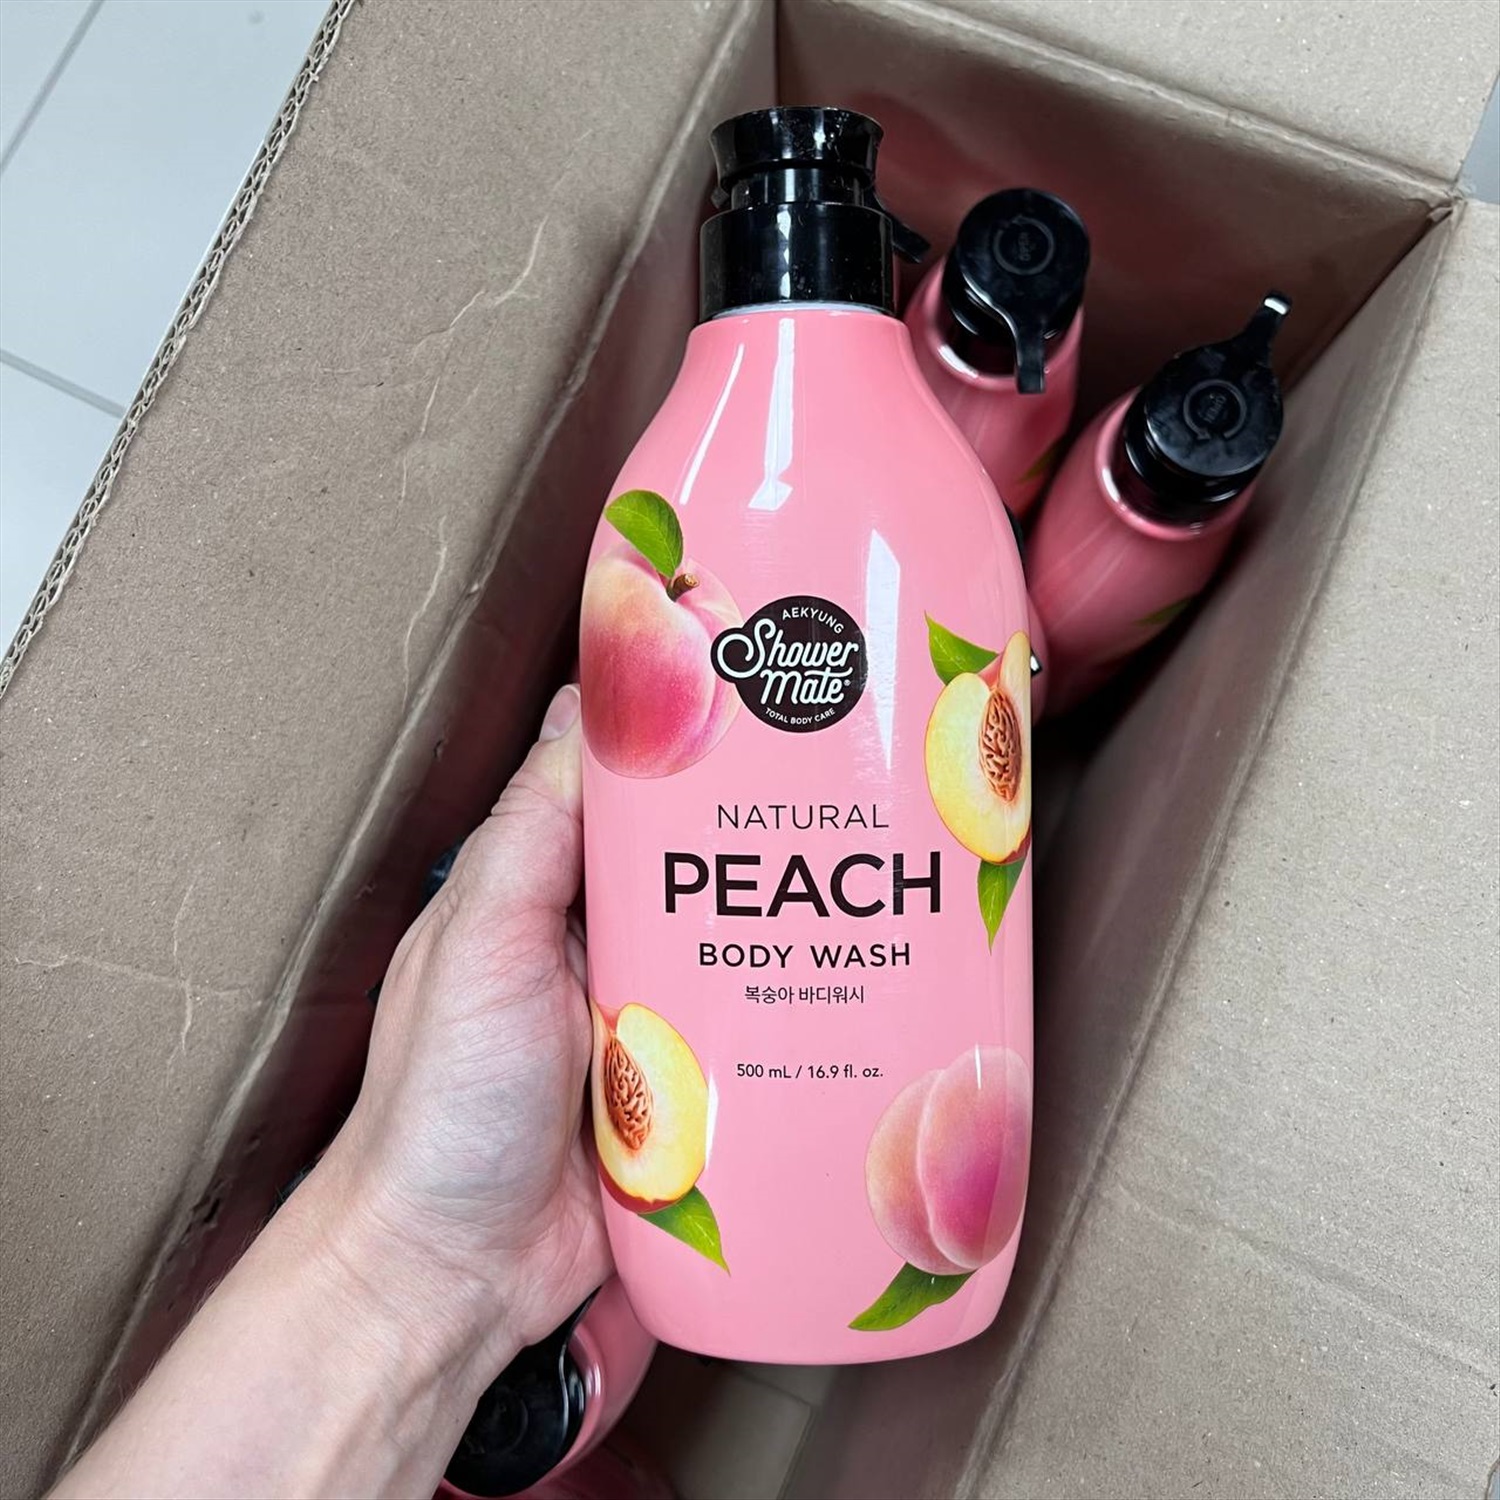 AEKYUNG
Shower
Mate®
TOTAL BODY CARE
NATURAL
PEACH
BODY WASH
복숭아 바디워시
500 mL / 16.9 fl. oz.